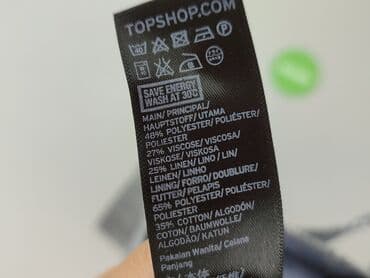 TOPSHOP.COM
40
SAVE ENERGY
WASH AT 30°C
MAIN/ PRINCIPAL/
HAUPTSTOFF/ UTAMA
48% POLYESTER/ POLIÉSTER/
POLIESTER
27% VISCOSE/ VISCOSA/
VISKOSE/ VISKOSA
25% LINEN/ LINO / LIN/
LEINEN/ LINHO
LINING/ FORRO/ DOUBLURE/
FUTTER/ PELAPIS
65% POLYESTER/ POLIÉSTER/
POLIESTER
35% COTTON/ ALGODÓN/
COTON/ BAUMWOLLE/
ALGODÃO/ KATUN
Pakaian Wanita/ Celana
Panjang